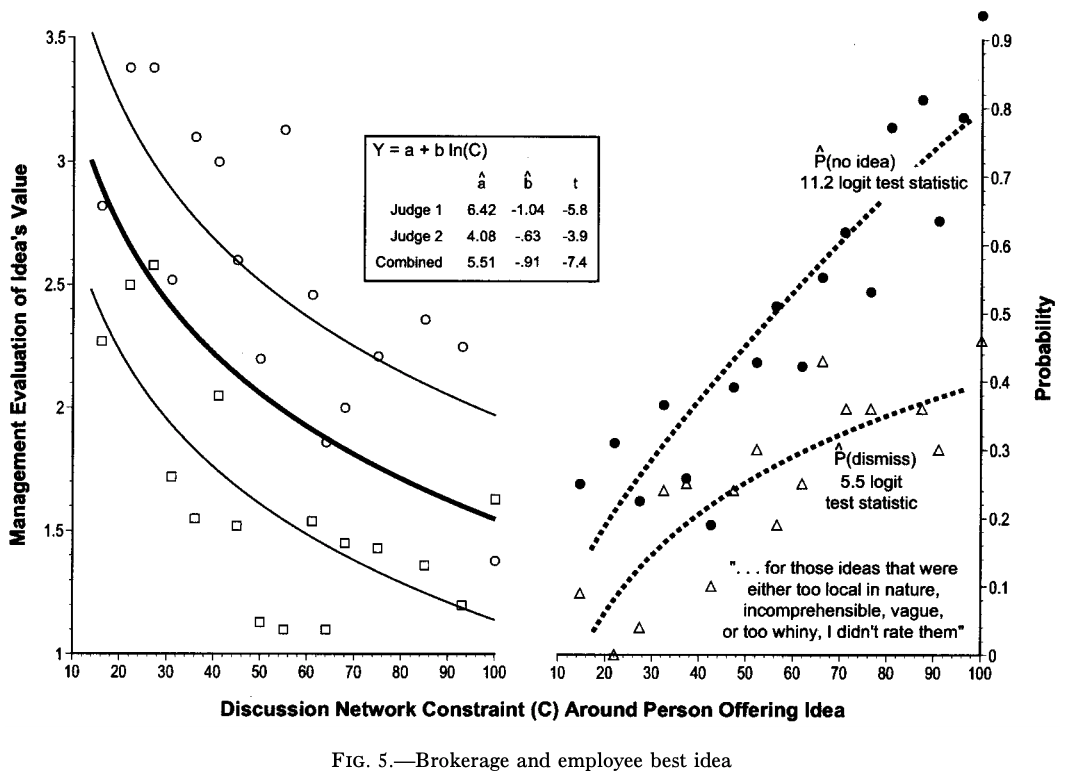 Management Evaluation of Idea's Value
3.5
3
2.5
2
1.5
1
10 20 30 40 50 60 70 80 90 100
Y = a + b ln(C)
â b̂ t
Judge 1 6.42 -1.04 -5.8
Judge 2 4.08 -.63 -3.9
Combined 5.51 -.91 -7.4
P̂(no idea)
11.2 logit test statistic
P̂(dismiss)
5.5 logit
test statistic
". . . for those ideas that were
either too local in nature,
incomprehensible, vague,
or too whiny, I didn't rate them"
10 20 30 40 50 60 70 80 90 100
0.9
0.8
0.7
0.6
0.5
0.4
0.3
0.2
0.1
0
Probability
Discussion Network Constraint (C) Around Person Offering Idea
FIG. 5.—Brokerage and employee best idea